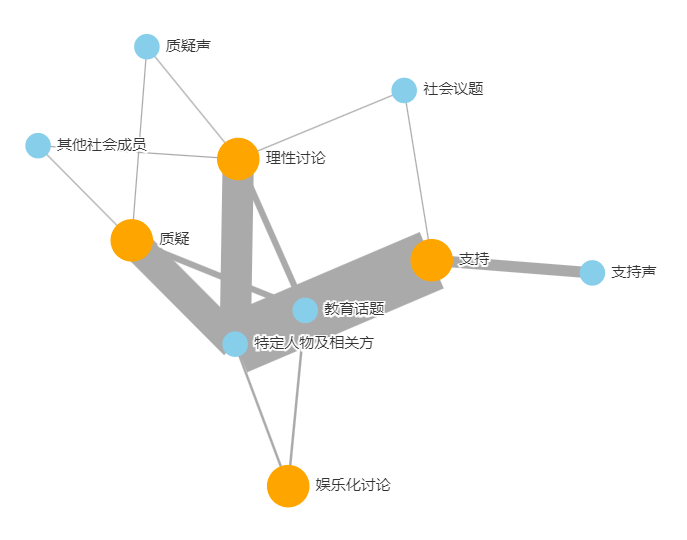 质疑声
社会议题
其他社会成员
理性讨论
质疑
支持
支持声
教育话题
特定人物及相关方
娱乐化讨论